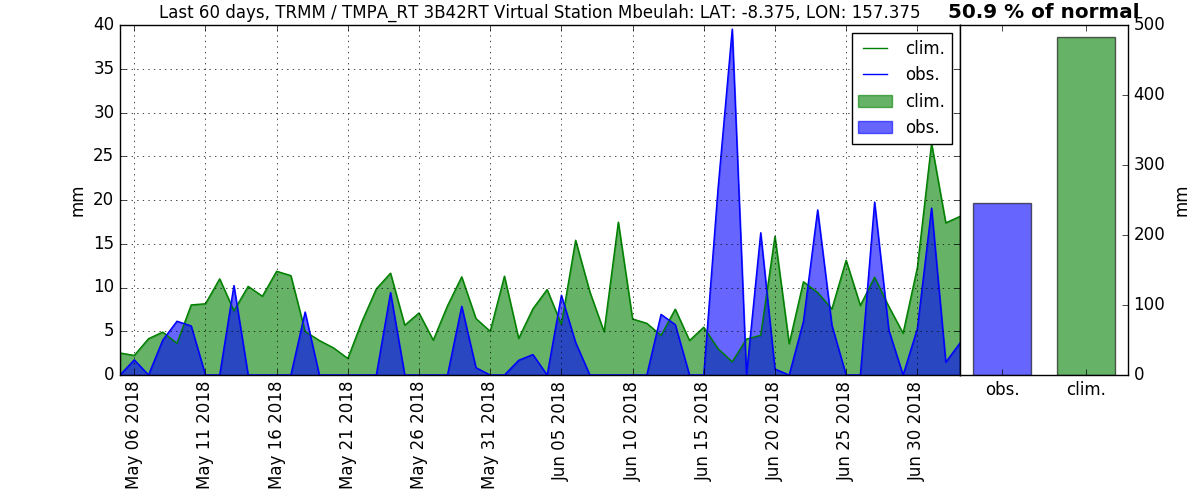 Last 60 days, TRMM / TMPA_RT 3B42RT Virtual Station Mbeulah: LAT: -8.375, LON: 157.375
50.9 % of normal
mm
40
35
30
25
20
15
10
5
0
clim.
obs.
clim.
obs.
May 06 2018
May 11 2018
May 16 2018
May 21 2018
May 26 2018
May 31 2018
Jun 05 2018
Jun 10 2018
Jun 15 2018
Jun 20 2018
Jun 25 2018
Jun 30 2018
500
400
300
200
100
0
mm
obs.
clim.